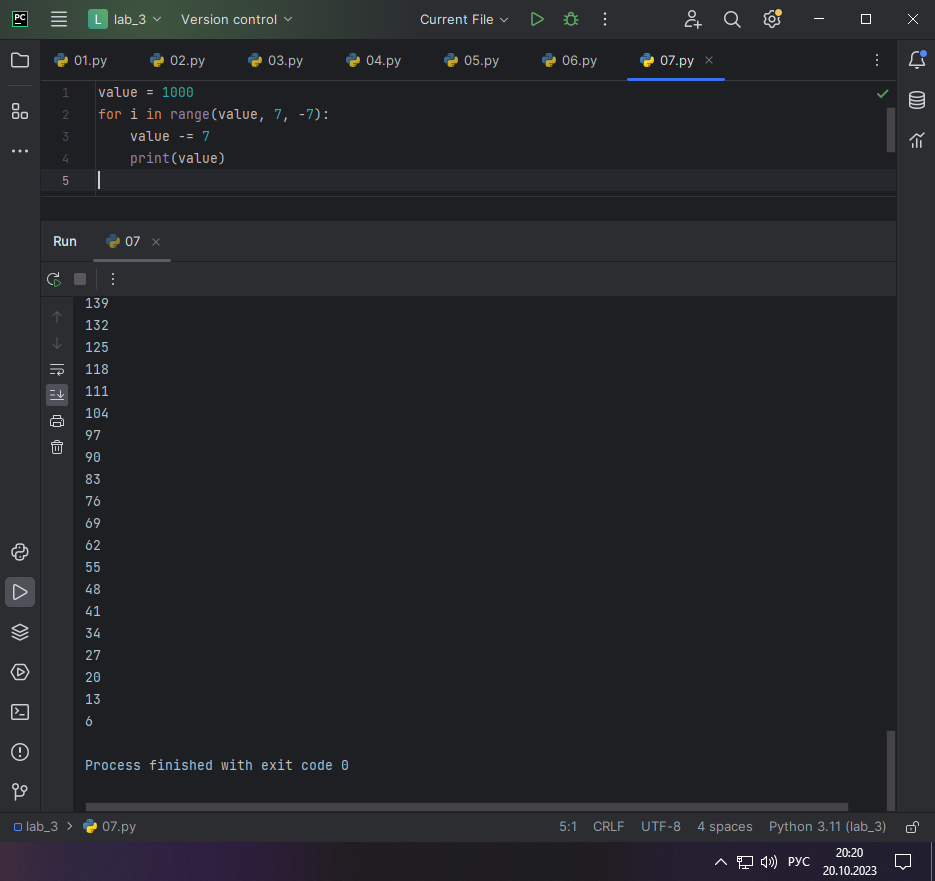 PC L lab_3 Version control Current File
01.py 02.py 03.py 04.py 05.py 06.py 07.py
1 value = 1000
2 for i in range(value, 7, -7):
3     value -= 7
4     print(value)
5
Run 07
139
132
125
118
111
104
97
90
83
76
69
62
55
48
41
34
27
20
13
6
Process finished with exit code 0
lab_3 07.py 5:1 CRLF UTF-8 4 spaces Python 3.11 (lab_3)
РУС
20:20
20.10.2023